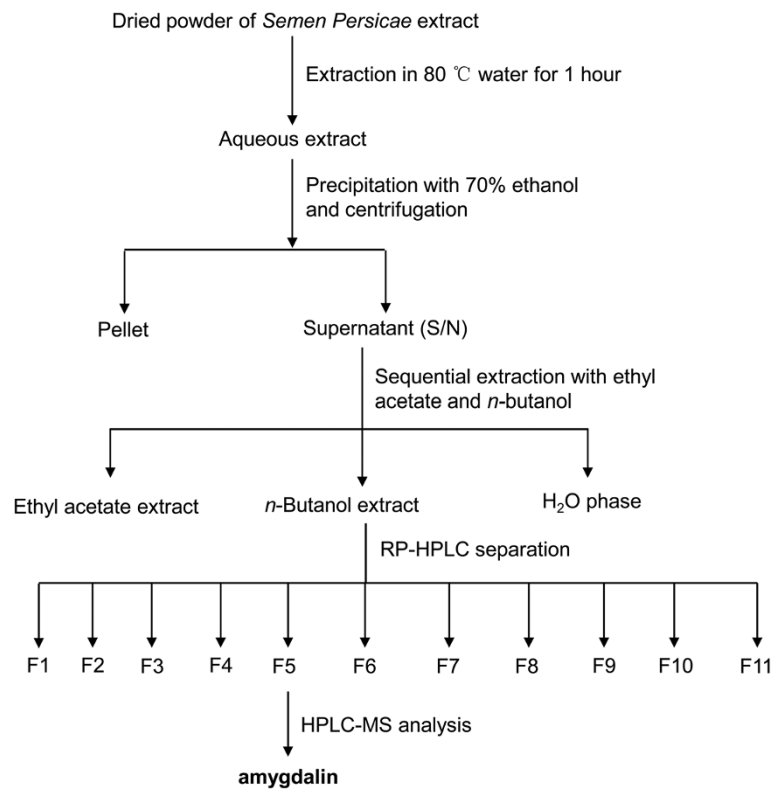 Dried powder of Semen Persicae extract
Extraction in 80 ℃ water for 1 hour
Aqueous extract
Precipitation with 70% ethanol
and centrifugation
Pellet
Supernatant (S/N)
Sequential extraction with ethyl
acetate and n-butanol
Ethyl acetate extract
n-Butanol extract
H₂O phase
RP-HPLC separation
F1 F2 F3 F4 F5 F6 F7 F8 F9 F10 F11
HPLC-MS analysis
amygdalin